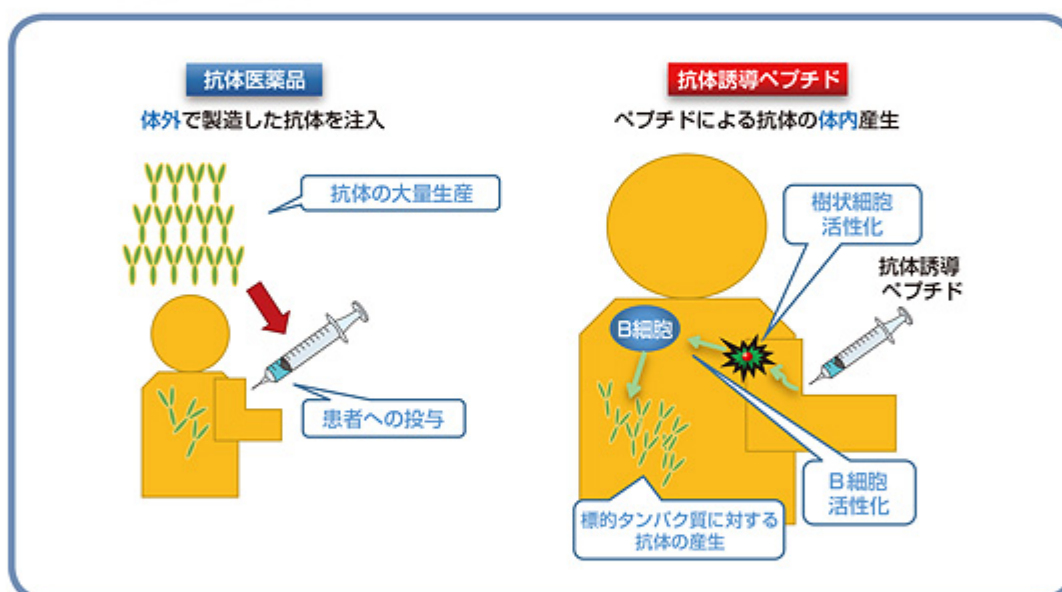 抗体医薬品
体外で製造した抗体を注入
抗体の大量生産
患者への投与
抗体誘導ペプチド
ペプチドによる抗体の体内産生
樹状細胞
活性化
抗体誘導
ペプチド
B細胞
B細胞
活性化
標的タンパク質に対する
抗体の産生